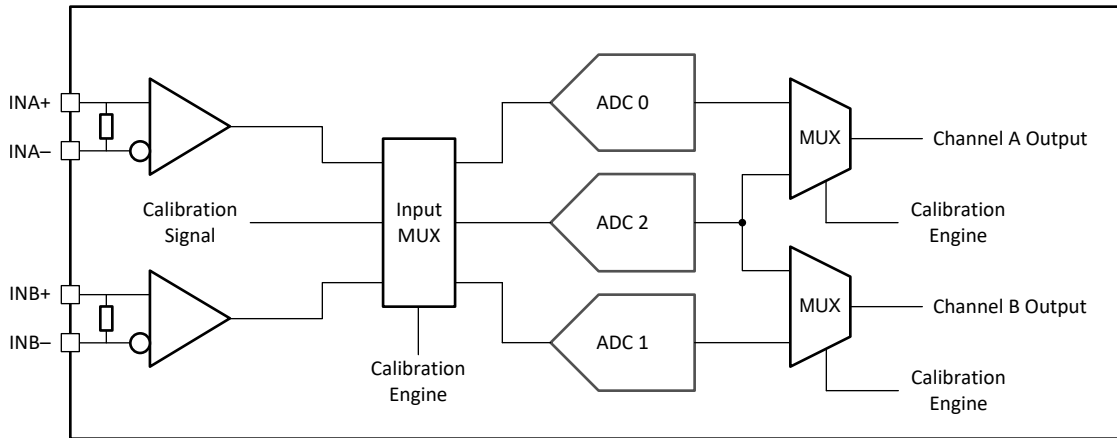 INA+
INA–
ADC 0
MUX
Channel A Output
Calibration
Signal
Input
MUX
ADC 2
Calibration
Engine
INB+
INB–
MUX
Channel B Output
ADC 1
Calibration
Engine
Calibration
Engine